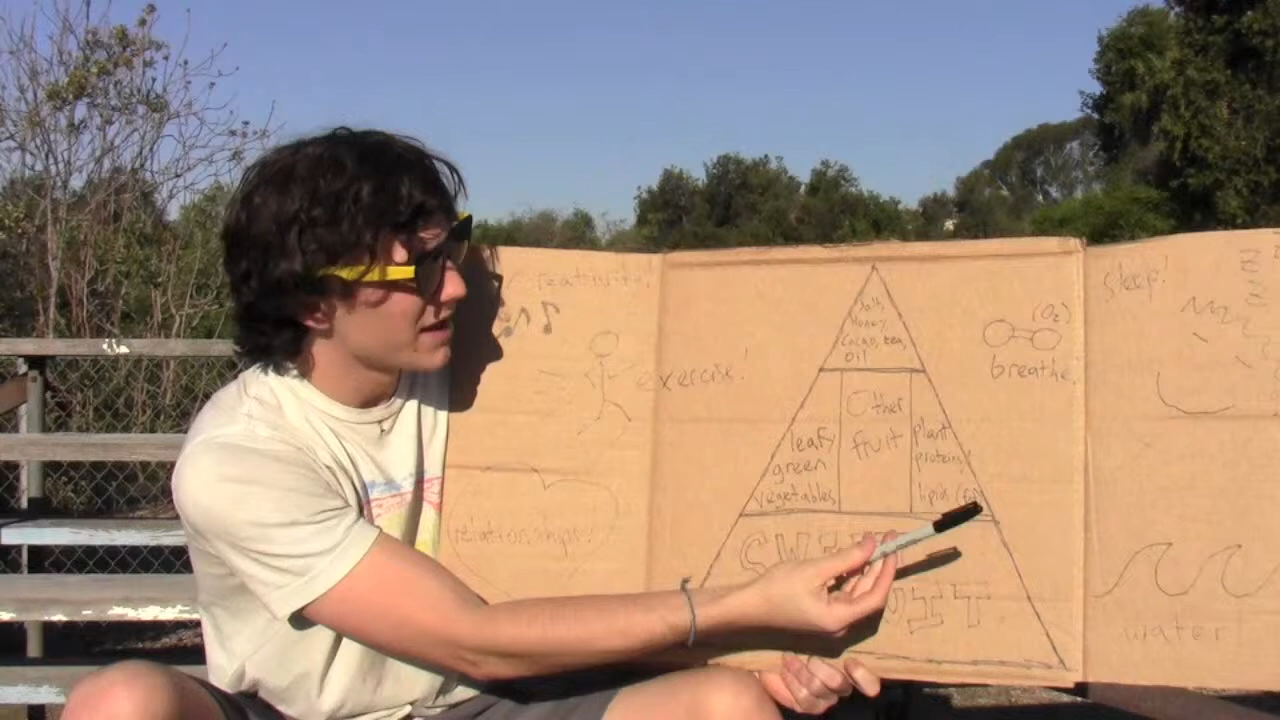 creativity!
exercise!
relationships!
Salt,
Honey,
Cacao, tea,
oil
leafy
green
vegetables
Other
fruit
plant
proteins/
lipids
(O₂)
breathe
sleep!
water